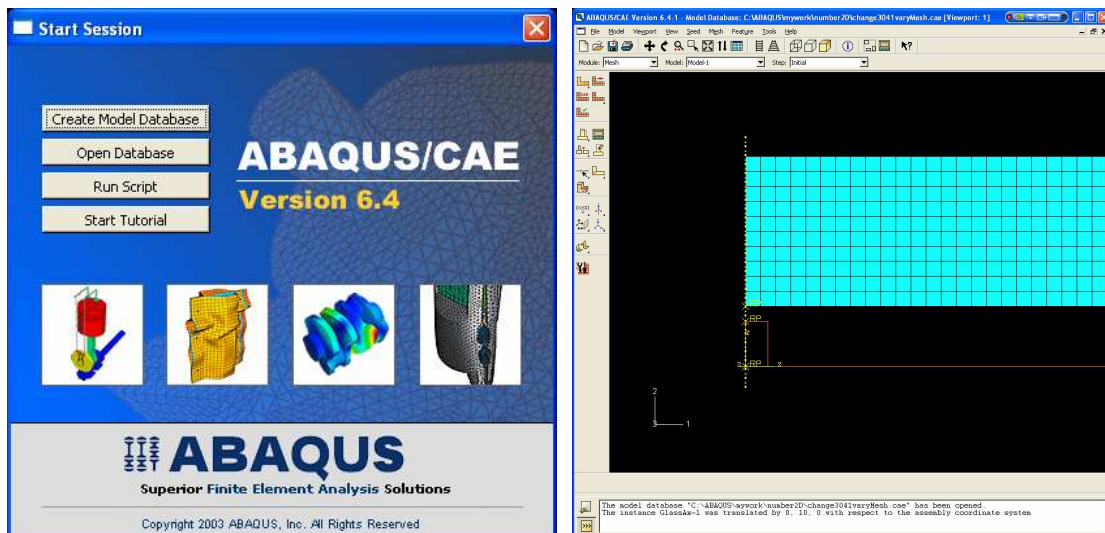 Start Session
Create Model Database
Open Database
Run Script
Start Tutorial
ABAQUS/CAE
Version 6.4
ABAQUS
Superior Finite Element Analysis Solutions
Copyright 2003 ABAQUS, Inc. All Rights Reserved
ABAQUS/CAE Version 6.4-1 - Model Database: C:\ABAQUS\mywork\number2D\change3041varyMesh.cae [Viewport: 1]
File Model Viewport View Seed Mesh Feature Tools Help
Module: Mesh Model: Model-1 Step: Initial
RP
RP
RP X
2
3 1
The model database "C:\ABAQUS\mywork\number2D\change3041varyMesh.cae" has been opened.
The instance GlassAx-1 was translated by 0, 10, 0 with respect to the assembly coordinate system